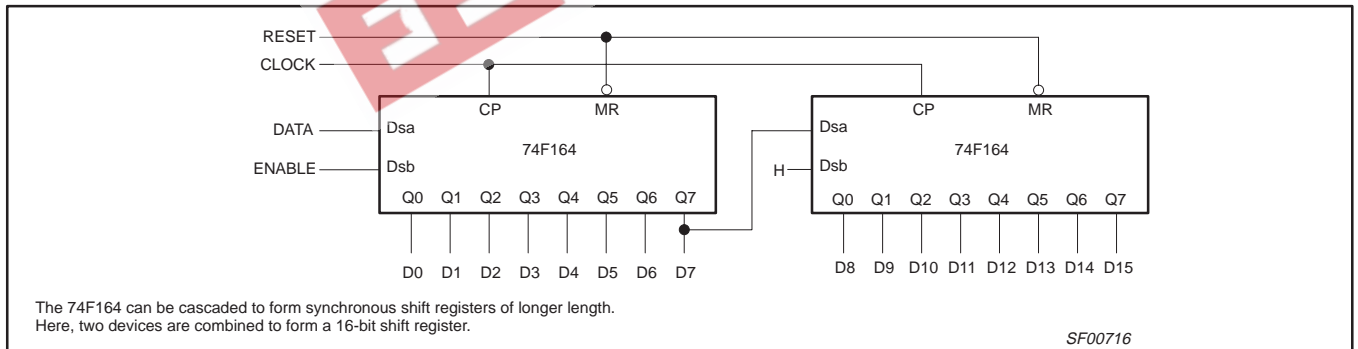 RESET
CLOCK
CP MR CP MR
DATA Dsa Dsa
74F164 74F164
ENABLE Dsb H Dsb
Q0 Q1 Q2 Q3 Q4 Q5 Q6 Q7 Q0 Q1 Q2 Q3 Q4 Q5 Q6 Q7
D0 D1 D2 D3 D4 D5 D6 D7 D8 D9 D10 D11 D12 D13 D14 D15
The 74F164 can be cascaded to form synchronous shift registers of longer length.
Here, two devices are combined to form a 16-bit shift register.
SF00716